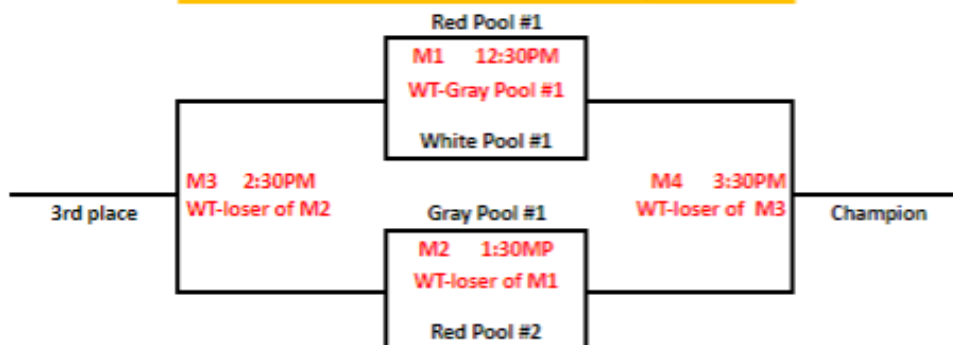 Red Pool #1
M1 12:30PM
WT-Gray Pool #1
White Pool #1
M3 2:30PM
WT-loser of M2
3rd place
M4 3:30PM
WT-loser of M3
Champion
Gray Pool #1
M2 1:30MP
WT-loser of M1
Red Pool #2